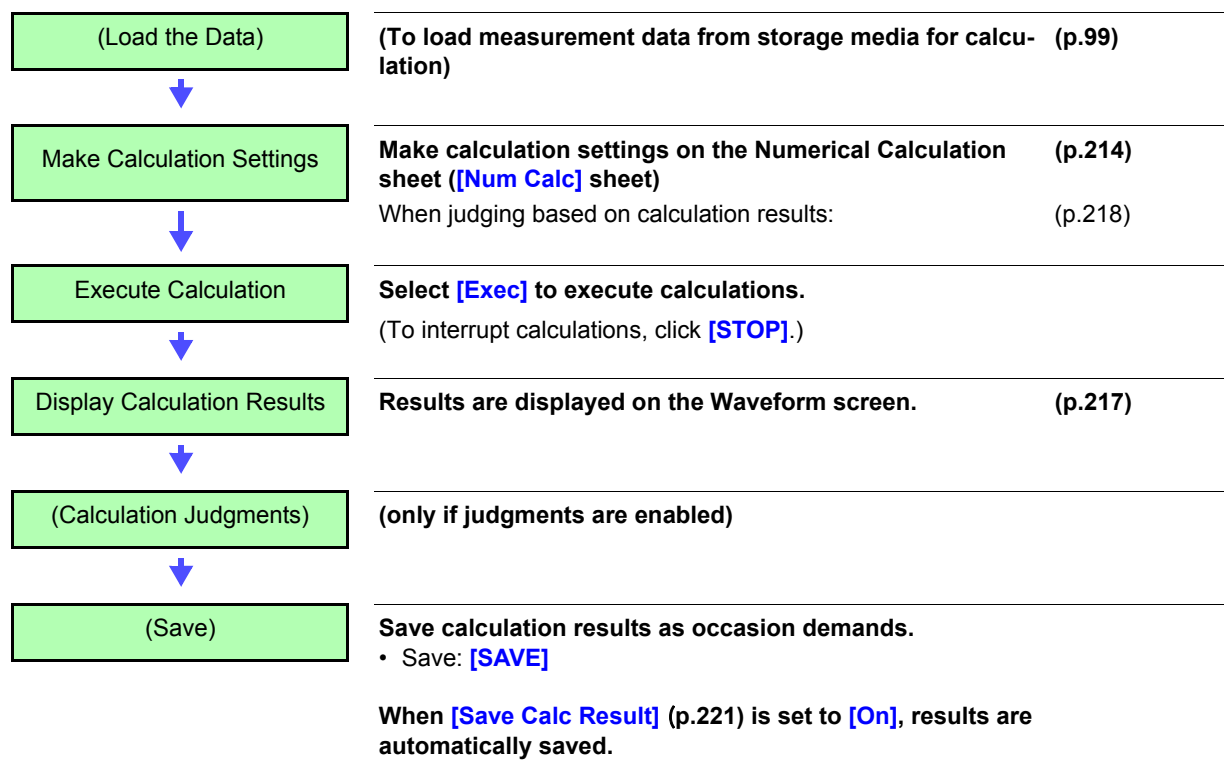 (Load the Data)
(To load measurement data from storage media for calcu- (p.99)
lation)
Make Calculation Settings
Make calculation settings on the Numerical Calculation (p.214)
sheet ([Num Calc] sheet)
When judging based on calculation results: (p.218)
Execute Calculation
Select [Exec] to execute calculations.
(To interrupt calculations, click [STOP].)
Display Calculation Results
Results are displayed on the Waveform screen. (p.217)
(Calculation Judgments)
(only if judgments are enabled)
(Save)
Save calculation results as occasion demands.
• Save: [SAVE]
When [Save Calc Result] (p.221) is set to [On], results are
automatically saved.